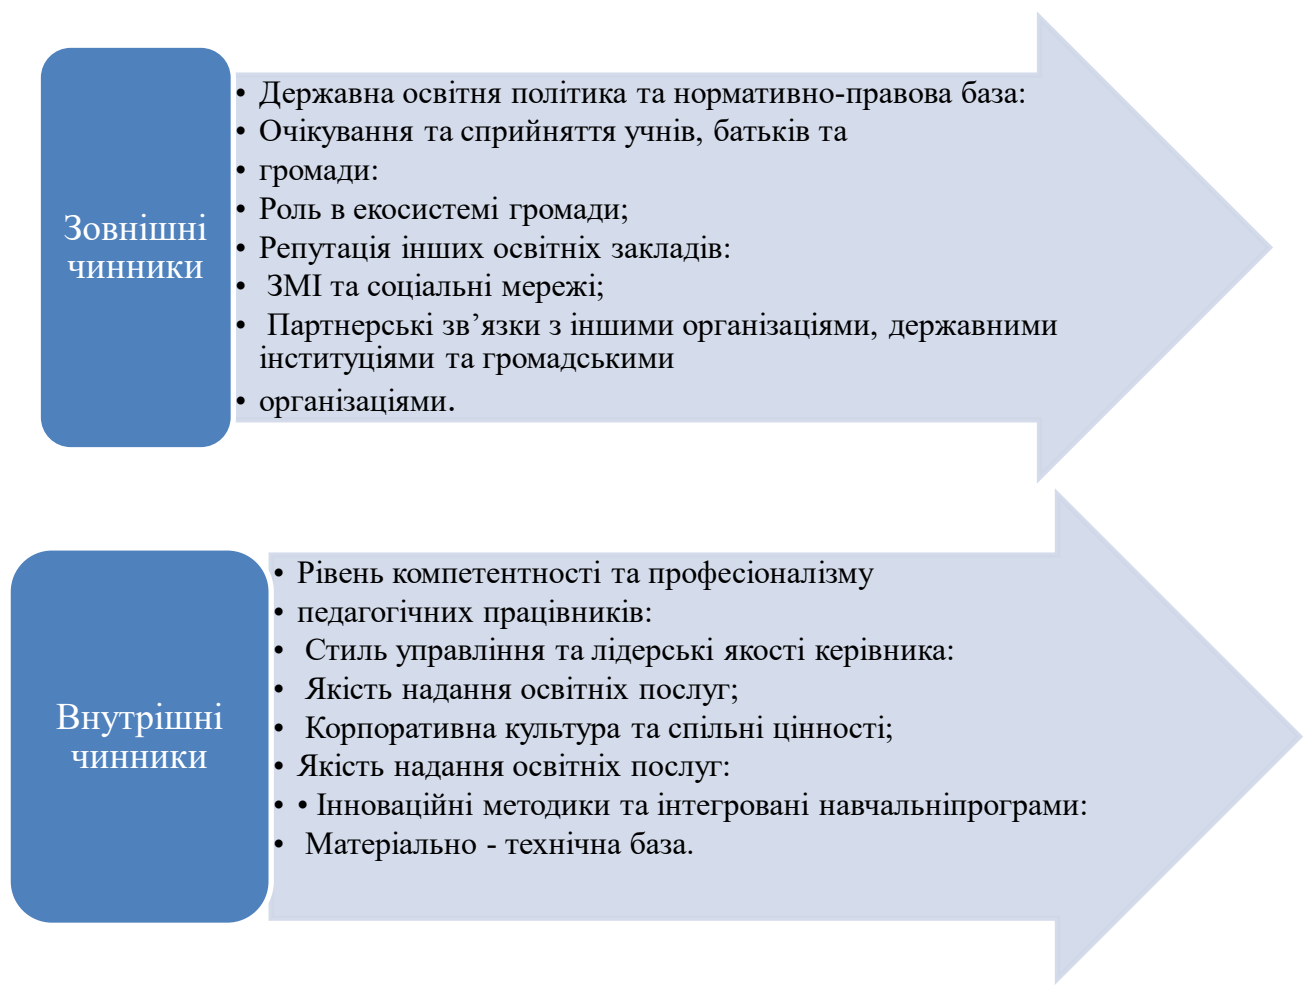 Зовнішні
чинники
• Державна освітня політика та нормативно-правова база:
• Очікування та сприйняття учнів, батьків та
• громади:
• Роль в екосистемі громади;
• Репутація інших освітніх закладів:
• ЗМІ та соціальні мережі;
• Партнерські зв’язки з іншими організаціями, державними
інституціями та громадськими
• організаціями.
Внутрішні
чинники
• Рівень компетентності та професіоналізму
• педагогічних працівників:
• Стиль управління та лідерські якості керівника:
• Якість надання освітніх послуг;
• Корпоративна культура та спільні цінності;
• Якість надання освітніх послуг:
• • Інноваційні методики та інтегровані навчальніпрограми:
• Матеріально - технічна база.